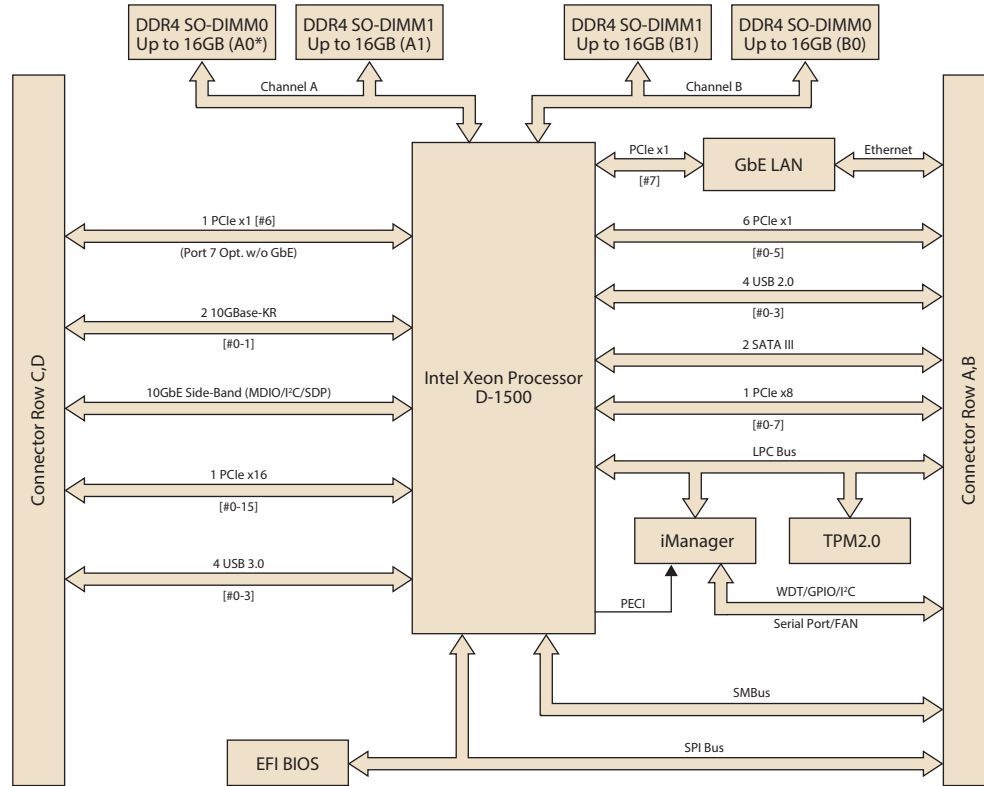 DDR4 SO-DIMM0
Up to 16GB (A0*)
DDR4 SO-DIMM1
Up to 16GB (A1)
DDR4 SO-DIMM1
Up to 16GB (B1)
DDR4 SO-DIMM0
Up to 16GB (B0)
Channel A
Channel B
Connector Row C,D
1 PCIe x1 [#6]
(Port 7 Opt. w/o GbE)
2 10GBase-KR
[#0-1]
10GbE Side-Band (MDIO/I²C/SDP)
1 PCIe x16
[#0-15]
4 USB 3.0
[#0-3]
Intel Xeon Processor
D-1500
PCIe x1
[#7]
GbE LAN
Ethernet
6 PCIe x1
[#0-5]
4 USB 2.0
[#0-3]
2 SATA III
1 PCIe x8
[#0-7]
LPC Bus
iManager
TPM2.0
PECI
WDT/GPIO/I²C
Serial Port/FAN
SMBus
SPI Bus
EFI BIOS
Connector Row A,B